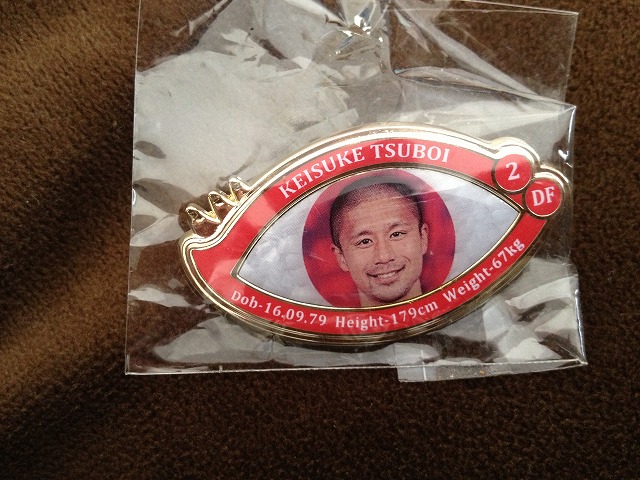 KEISUKE TSUBOI
2
DF
Dob-16.09.79 Height-179cm Weight-67kg